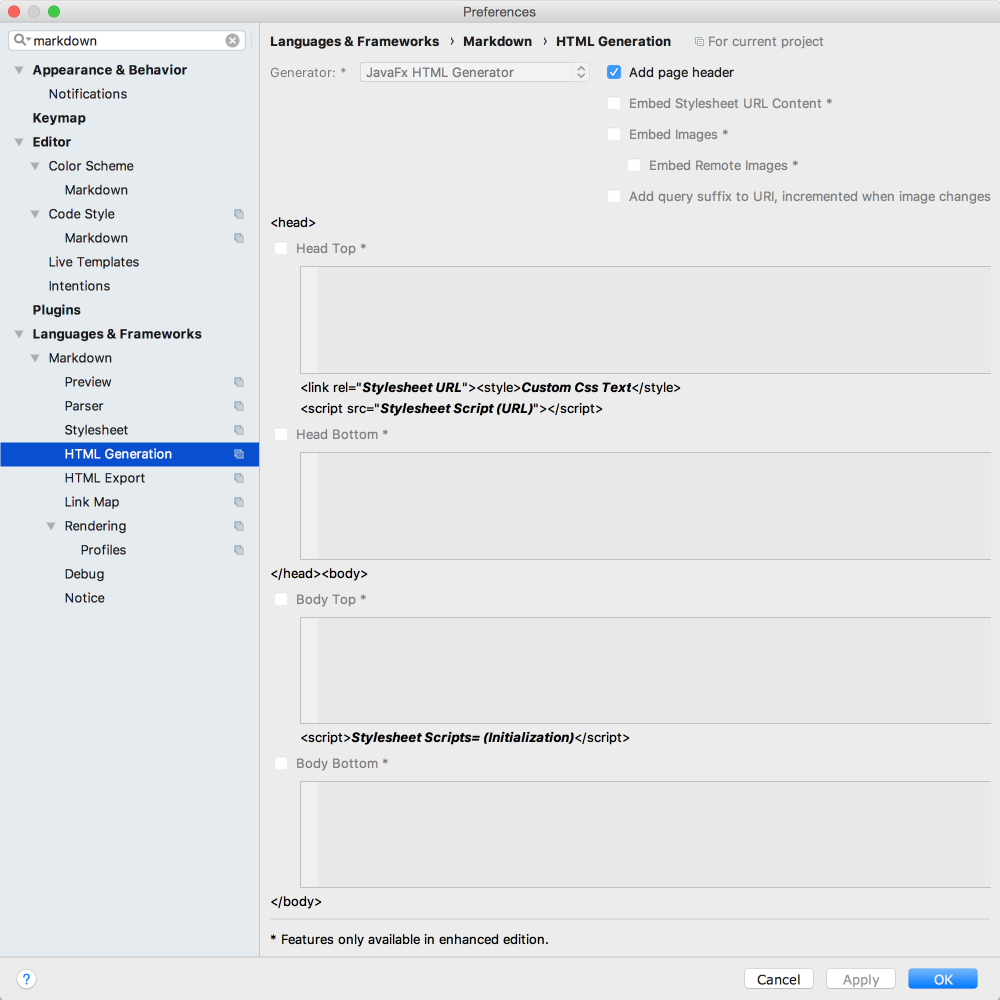 Preferences
markdown
Appearance & Behavior
Notifications
Keymap
Editor
Color Scheme
Markdown
Code Style
Markdown
Live Templates
Intentions
Plugins
Languages & Frameworks
Markdown
Preview
Parser
Stylesheet
HTML Generation
HTML Export
Link Map
Rendering
Profiles
Debug
Notice
Languages & Frameworks › Markdown › HTML Generation For current project
Generator: * JavaFx HTML Generator
Add page header
Embed Stylesheet URL Content *
Embed Images *
Embed Remote Images *
Add query suffix to URI, incremented when image changes
<head>
Head Top *
<link rel="Stylesheet URL"><style>Custom Css Text</style>
<script src="Stylesheet Script (URL)"></script>
Head Bottom *
</head><body>
Body Top *
<script>Stylesheet Scripts= (Initialization)</script>
Body Bottom *
</body>
* Features only available in enhanced edition.
? Cancel Apply OK